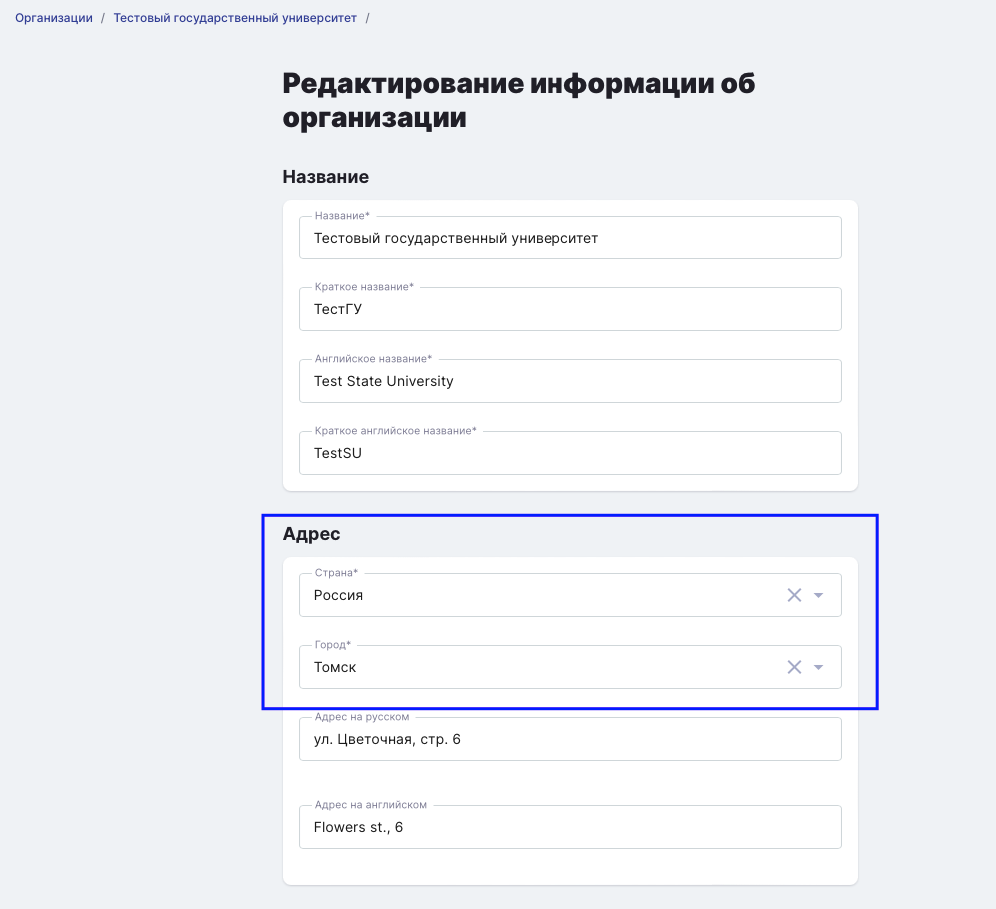 Организации / Тестовый государственный университет /
Редактирование информации об
организации
Название
Название*
Тестовый государственный университет
Краткое название*
ТестГУ
Английское название*
Test State University
Краткое английское название*
TestSU
Адрес
Страна*
Россия
Город*
Томск
Адрес на русском
ул. Цветочная, стр. 6
Адрес на английском
Flowers st., 6